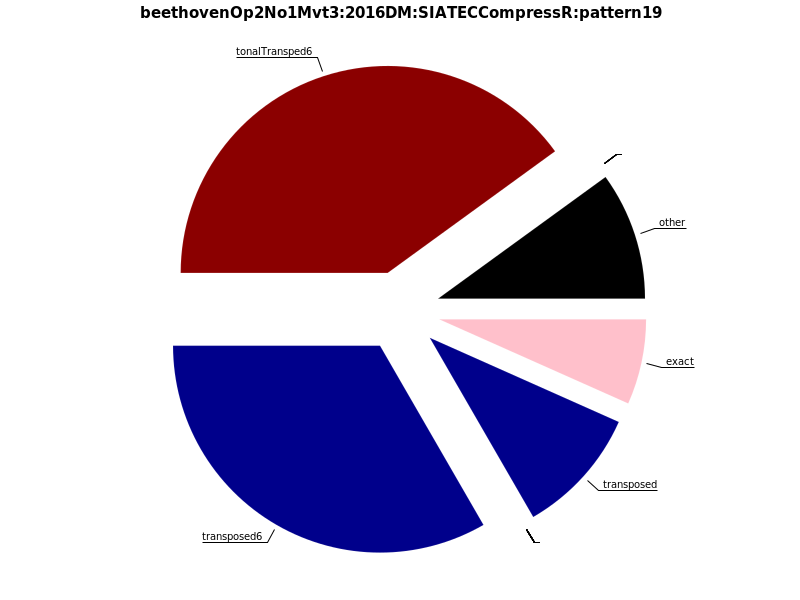 beethovenOp2No1Mvt3:2016DM:SIATECCompressR:pattern19
tonalTransped6
other
exact
transposed
transposed6